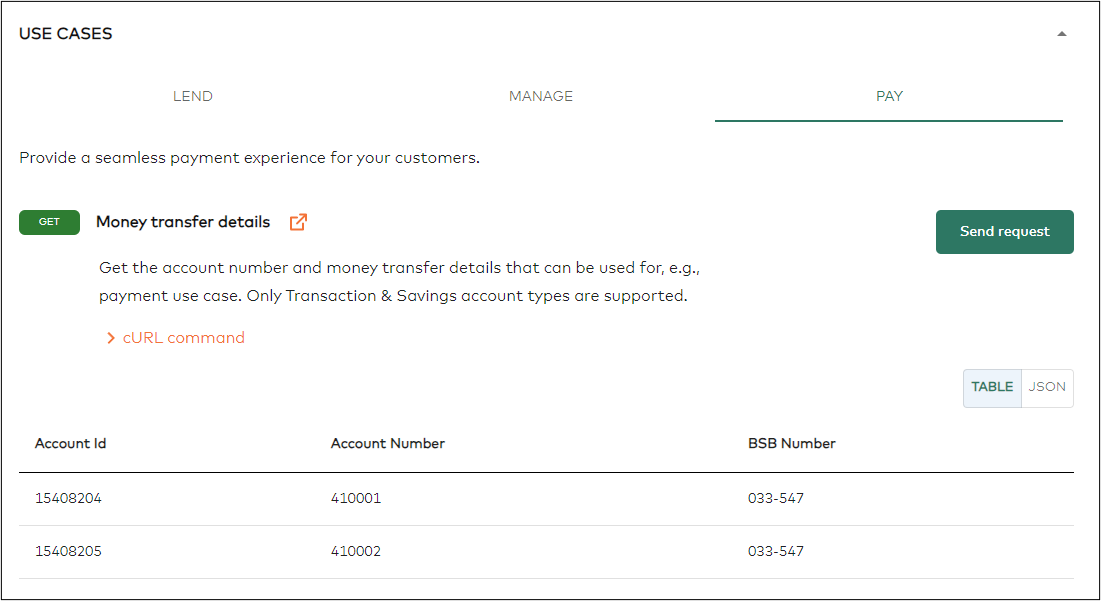 USE CASES
LEND MANAGE PAY
Provide a seamless payment experience for your customers.
GET Money transfer details Send request
Get the account number and money transfer details that can be used for, e.g.,
payment use case. Only Transaction & Savings account types are supported.
cURL command
TABLE JSON
Account Id Account Number BSB Number
15408204 410001 033-547
15408205 410002 033-547